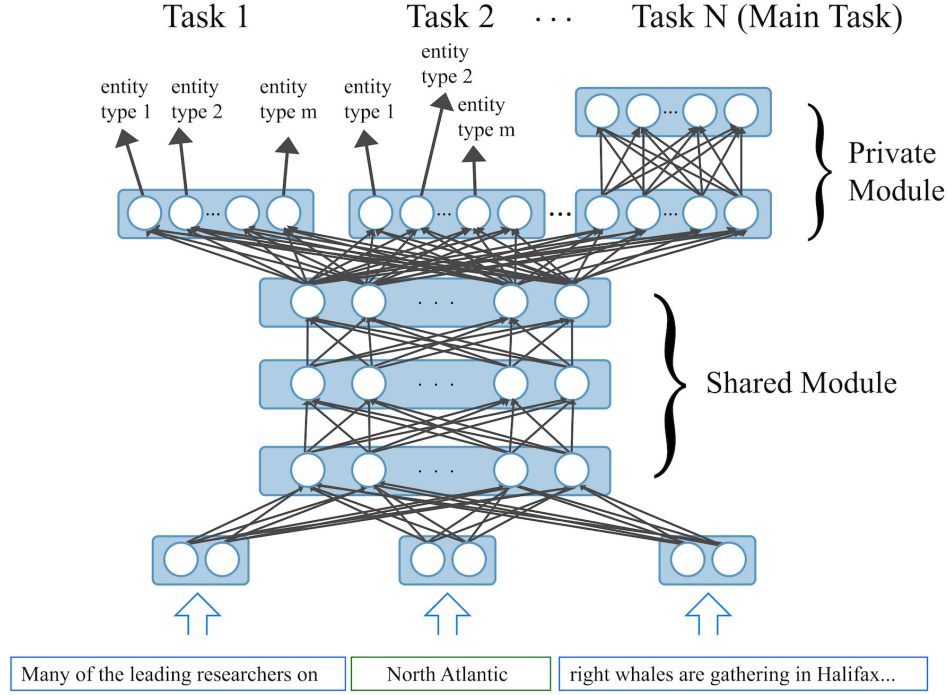 Task 1
Task 2
. . .
Task N (Main Task)
entity
type 1
entity
type 2
entity
type m
entity
type 1
entity
type 2
entity
type m
...
...
...
...
...
Private
Module
. . .
. . .
Shared Module
. . .
Many of the leading researchers on
North Atlantic
right whales are gathering in Halifax...